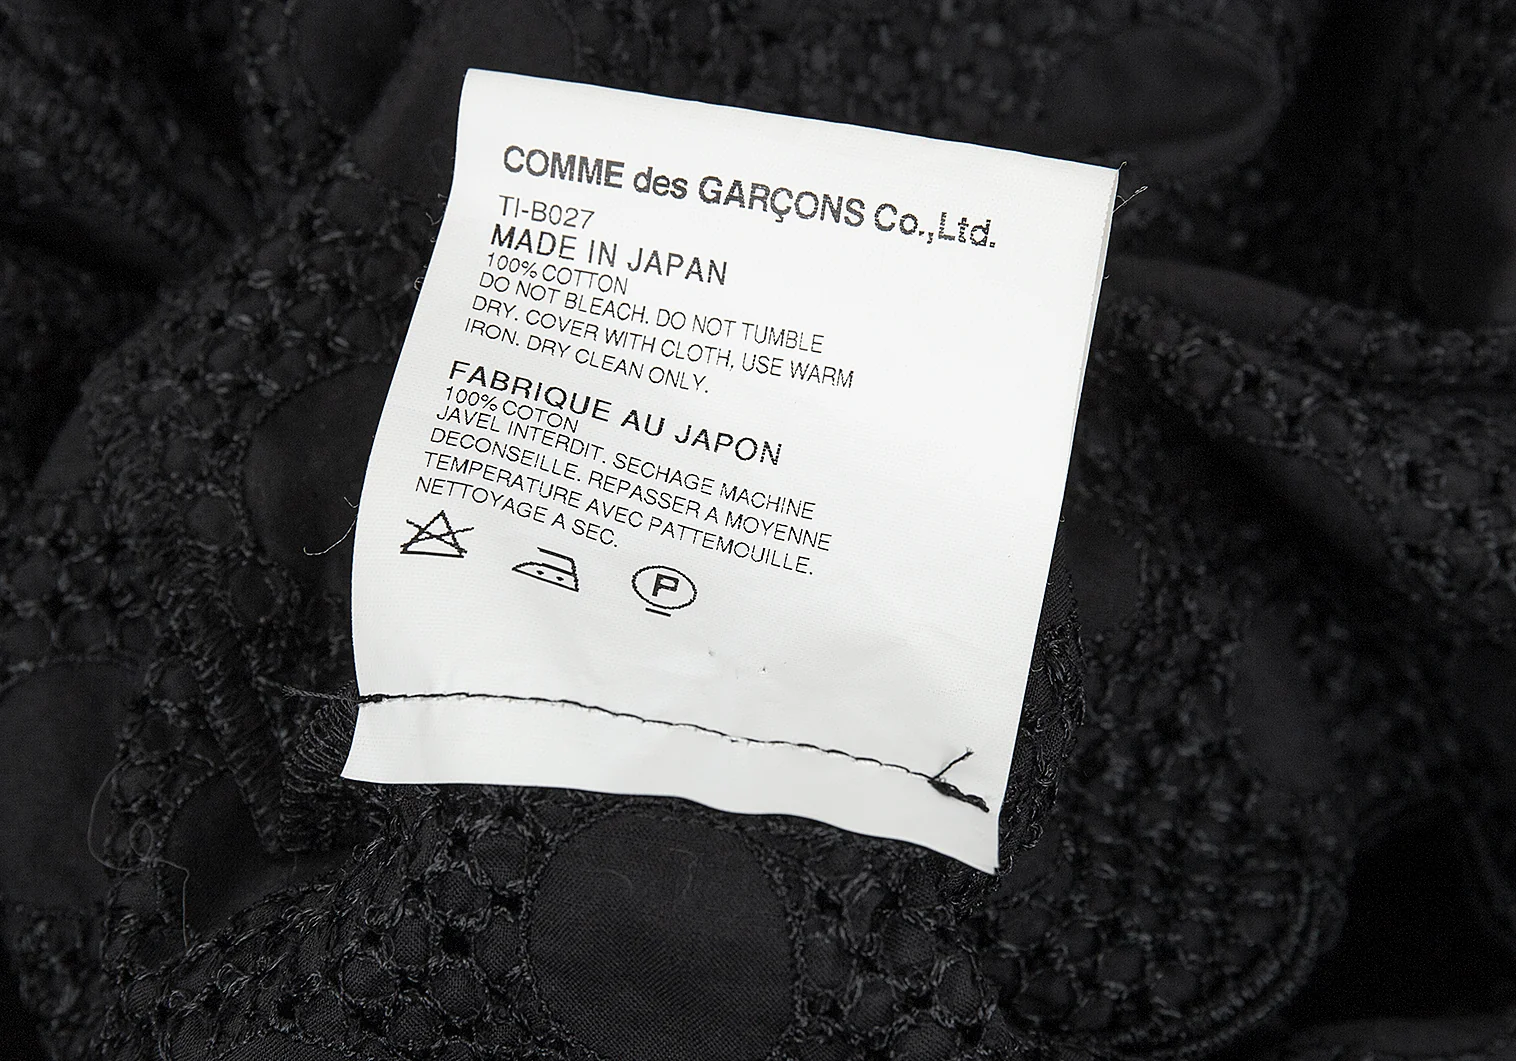 COMME des GARÇONS Co.,Ltd.
TI-B027
MADE IN JAPAN
100% COTTON
DO NOT BLEACH. DO NOT TUMBLE
DRY. COVER WITH CLOTH, USE WARM
IRON. DRY CLEAN ONLY.
FABRIQUE AU JAPON
100% COTON
JAVEL INTERDIT. SECHAGE MACHINE
DECONSEILLE. REPASSER A MOYENNE
TEMPERATURE AVEC PATTEMOUILLE.
NETTOYAGE A SEC.
P